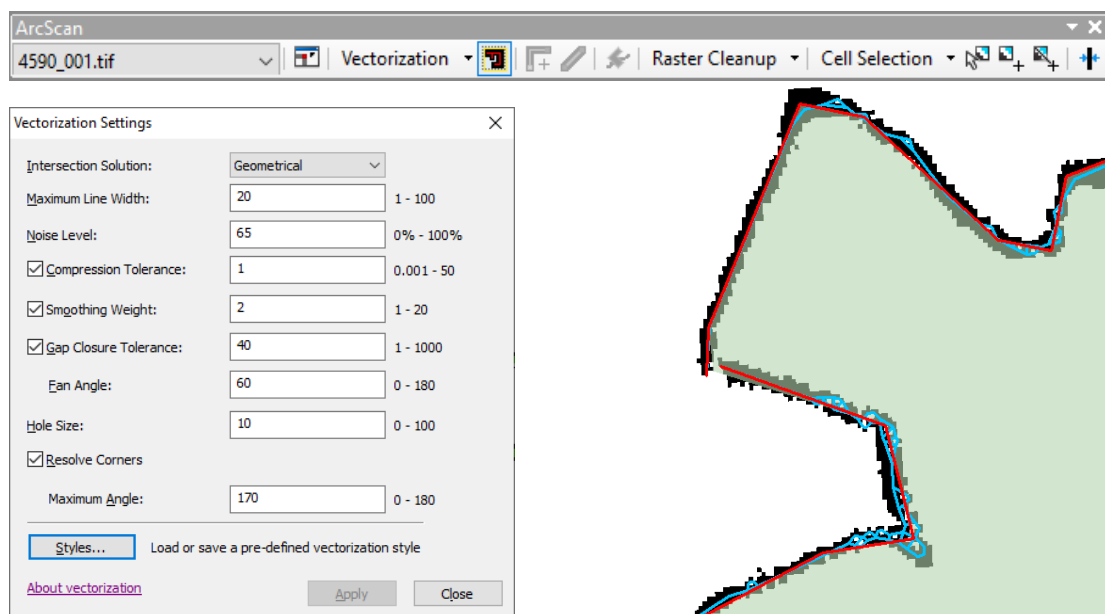 ArcScan
4590_001.tif Vectorization Raster Cleanup Cell Selection
Vectorization Settings
Intersection Solution: Geometrical
Maximum Line Width: 20 1 - 100
Noise Level: 65 0% - 100%
Compression Tolerance: 1 0.001 - 50
Smoothing Weight: 2 1 - 20
Gap Closure Tolerance: 40 1 - 1000
Fan Angle: 60 0 - 180
Hole Size: 10 0 - 100
Resolve Corners
Maximum Angle: 170 0 - 180
Styles... Load or save a pre-defined vectorization style
About vectorization Apply Close